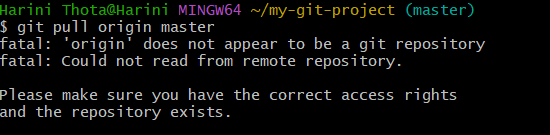 Harini Thota@Harini MINGW64 ~/my-git-project (master)
$ git pull origin master
fatal: 'origin' does not appear to be a git repository
fatal: Could not read from remote repository.
Please make sure you have the correct access rights
and the repository exists.